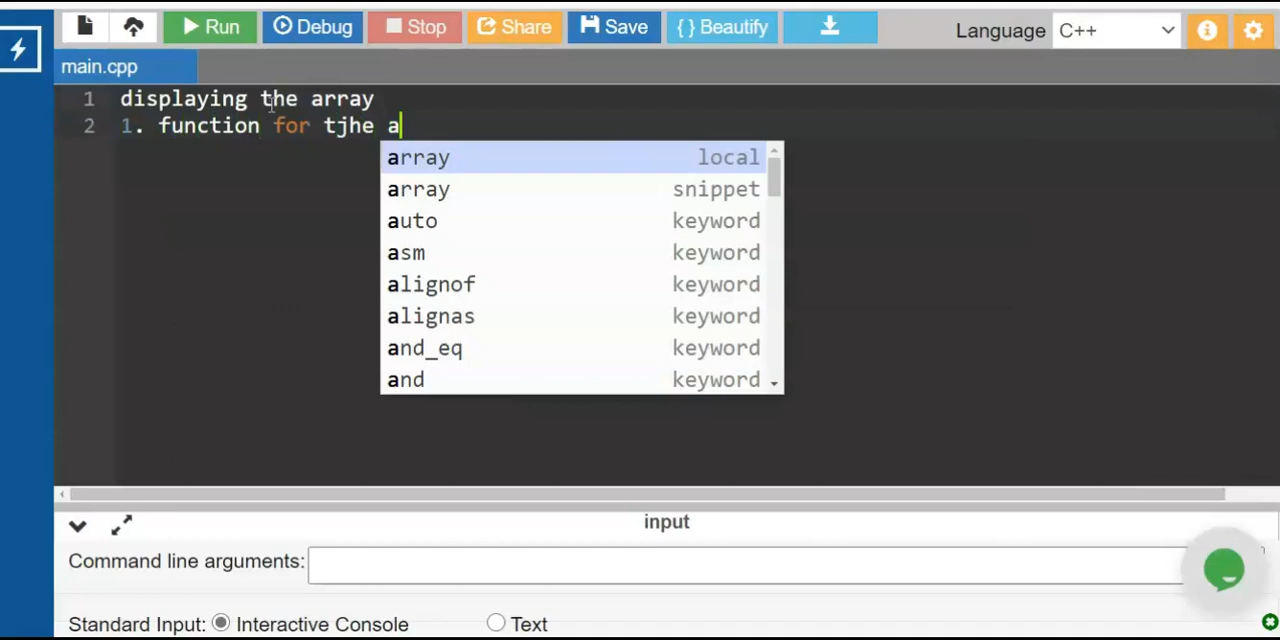 Run Debug Stop Share Save { } Beautify Language C++
main.cpp
1 displaying the array
2 1. function for tjhe a
array local
array snippet
auto keyword
asm keyword
alignof keyword
alignas keyword
and_eq keyword
and keyword
input
Command line arguments:
Standard Input: Interactive Console Text